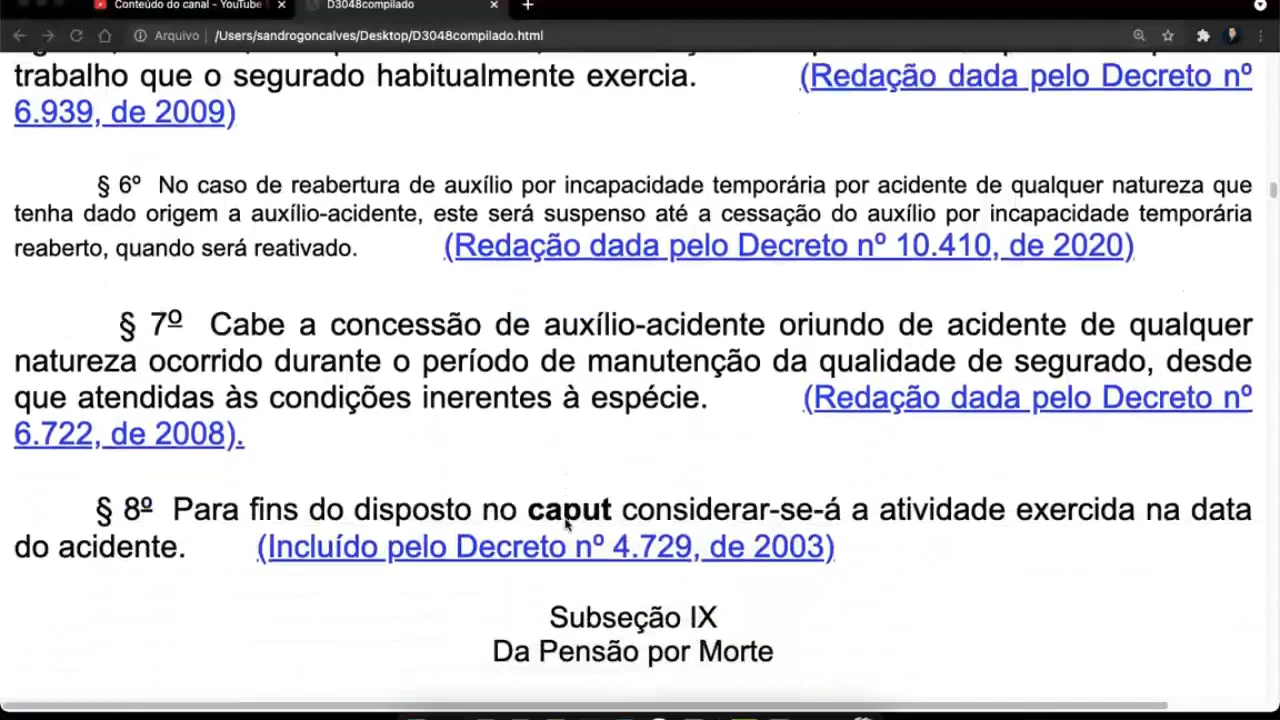 Conteúdo do canal - YouTube
D3048compilado
Arquivo | /Users/sandrogoncalves/Desktop/D3048compilado.html
trabalho que o segurado habitualmente exercia. (Redação dada pelo Decreto nº
6.939, de 2009)
§ 6º No caso de reabertura de auxílio por incapacidade temporária por acidente de qualquer natureza que
tenha dado origem a auxílio-acidente, este será suspenso até a cessação do auxílio por incapacidade temporária
reaberto, quando será reativado. (Redação dada pelo Decreto nº 10.410, de 2020)
§ 7º Cabe a concessão de auxílio-acidente oriundo de acidente de qualquer
natureza ocorrido durante o período de manutenção da qualidade de segurado, desde
que atendidas às condições inerentes à espécie. (Redação dada pelo Decreto nº
6.722, de 2008).
§ 8º Para fins do disposto no caput considerar-se-á a atividade exercida na data
do acidente. (Incluído pelo Decreto nº 4.729, de 2003)
Subseção IX
Da Pensão por Morte